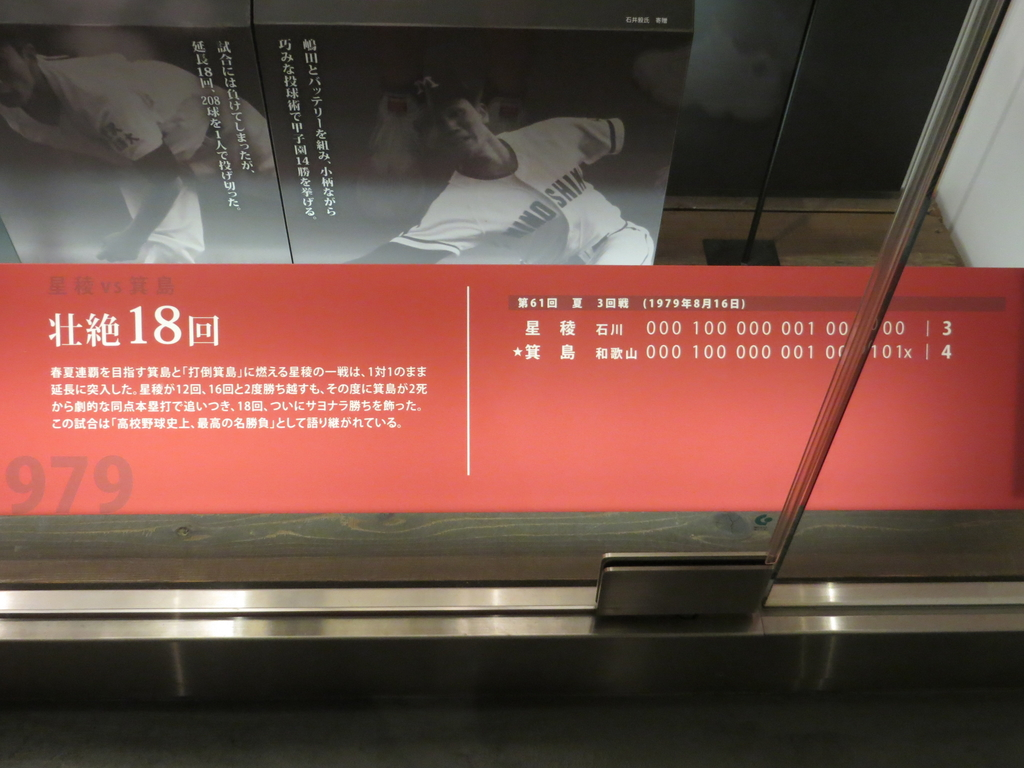 石井毅氏 寄贈
嶋田とバッテリーを組み、小柄ながら
巧みな投球術で甲子園14勝を挙げる。
試合には負けてしまったが、
延長18回、208球を1人で投げ切った。
星稜vs箕島
壮絶18回
春夏連覇を目指す箕島と「打倒箕島」に燃える星稜の一戦は、1対1のまま
延長に突入した。星稜が12回、16回と2度勝ち越すも、その度に箕島が2死
から劇的な同点本塁打で追いつき、18回、ついにサヨナラ勝ちを飾った。
この試合は「高校野球史上、最高の名勝負」として語り継がれている。
979
第61回 夏 3回戦 (1979年8月16日)
星 稜 石川 000 100 000 001 00 00 | 3
★箕 島 和歌山 000 100 000 001 00 101x | 4